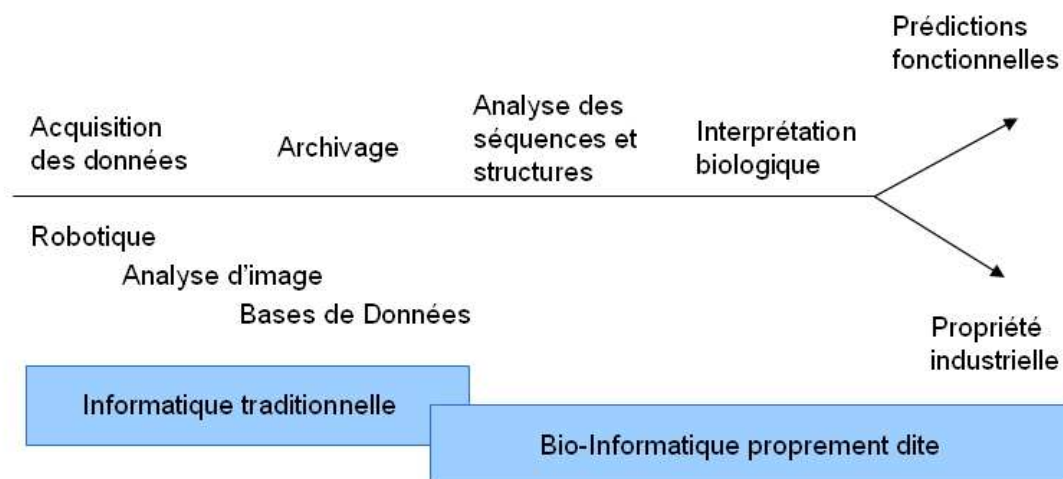 Prédictions
fonctionnelles
Acquisition
des données
Archivage
Analyse des
séquences et
structures
Interprétation
biologique
Robotique
Analyse d'image
Bases de Données
Propriété
industrielle
Informatique traditionnelle
Bio-Informatique proprement dite